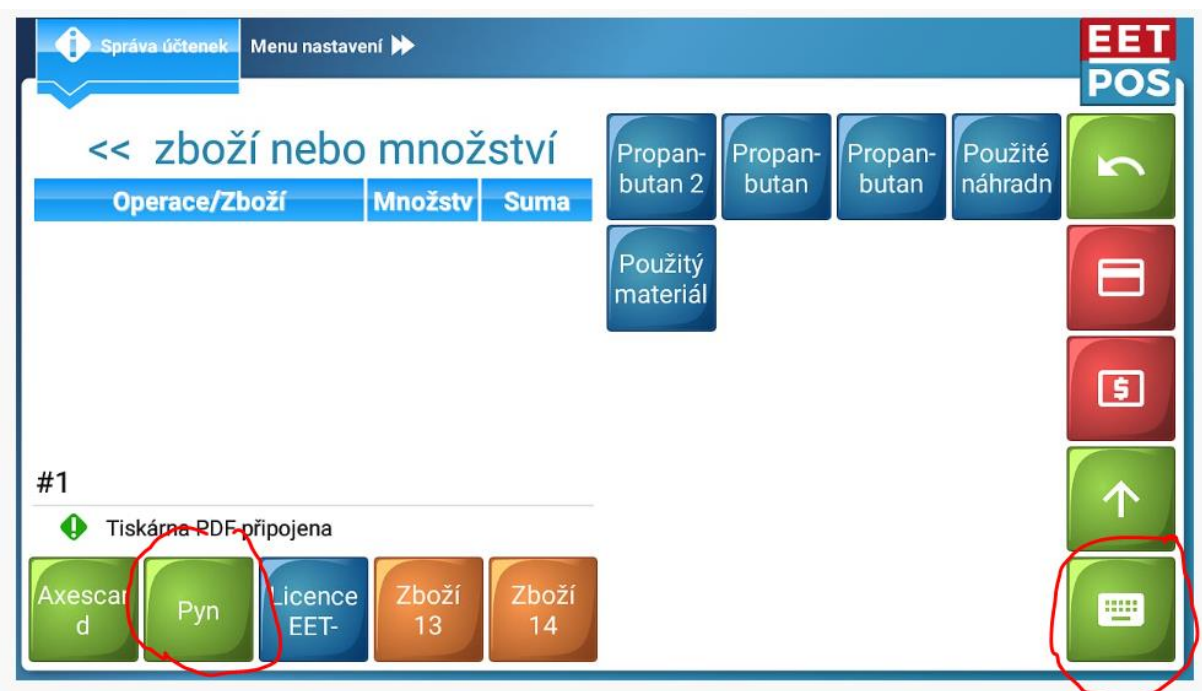 Správa účtenek Menu nastavení
EET
POS
<< zboží nebo množství
Operace/Zboží Množstv Suma
Propan-
butan 2
Propan-
butan
Propan-
butan
Použité
náhradn
Použitý
materiál
#1
Tiskárna PDF připojena
Axescar
d
Pyn
Licence
EET-
Zboží
13
Zboží
14